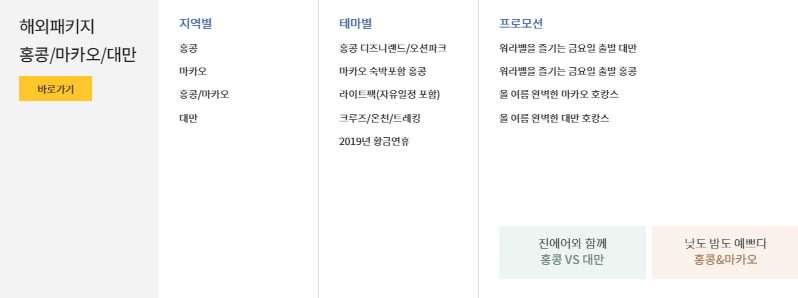 해외패키지
홍콩/마카오/대만
바로가기
지역별
홍콩
마카오
홍콩/마카오
대만
테마별
홍콩 디즈니랜드/오션파크
마카오 숙박포함 홍콩
라이트팩(자유일정 포함)
크루즈/온천/트레킹
2019년 황금연휴
프로모션
워라밸을 즐기는 금요일 출발 대만
워라밸을 즐기는 금요일 출발 홍콩
올 여름 완벽한 마카오 호캉스
올 여름 완벽한 대만 호캉스
진에어와 함께
홍콩 VS 대만
낮도 밤도 예쁘다
홍콩&마카오